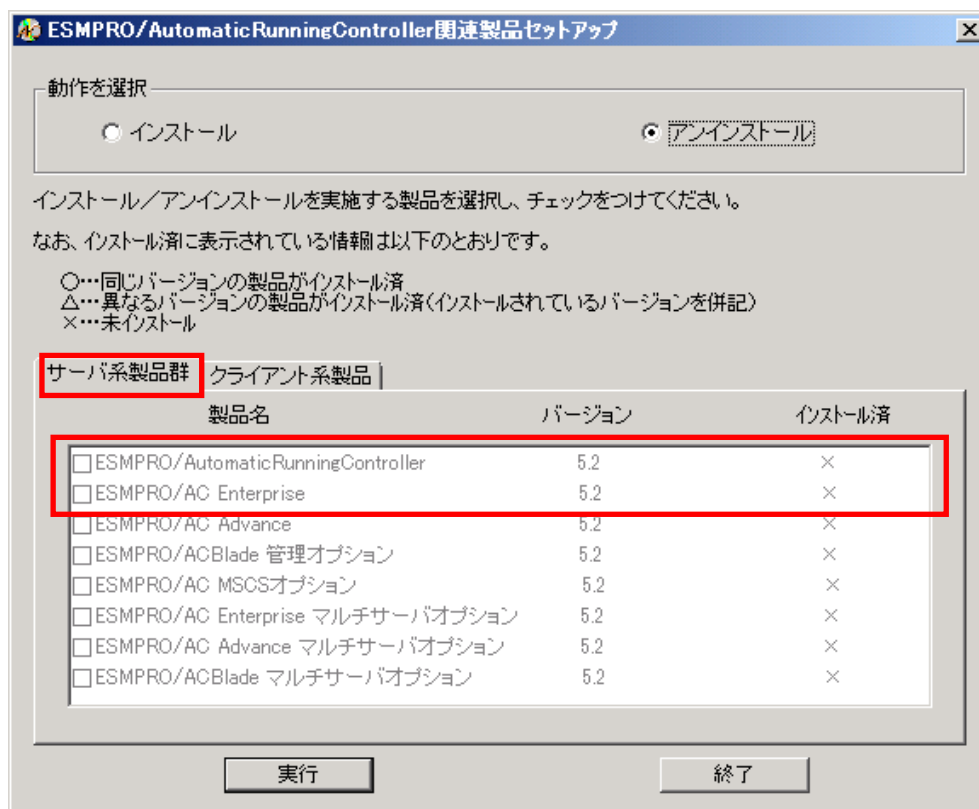 ESMPRO/AutomaticRunningController関連製品セットアップ
動作を選択
インストール
アンインストール
インストール／アンインストールを実施する製品を選択し、チェックをつけてください。
なお、インストール済に表示されている情報は以下のとおりです。
○…同じバージョンの製品がインストール済
△…異なるバージョンの製品がインストール済(インストールされているバージョンを併記)
×…未インストール
サーバ系製品群 クライアント系製品
製品名 バージョン インストール済
ESMPRO/AutomaticRunningController 5.2 ×
ESMPRO/AC Enterprise 5.2 ×
ESMPRO/AC Advance 5.2 ×
ESMPRO/ACBlade 管理オプション 5.2 ×
ESMPRO/AC MSCSオプション 5.2 ×
ESMPRO/AC Enterprise マルチサーバオプション 5.2 ×
ESMPRO/AC Advance マルチサーバオプション 5.2 ×
ESMPRO/ACBlade マルチサーバオプション 5.2 ×
実行 終了